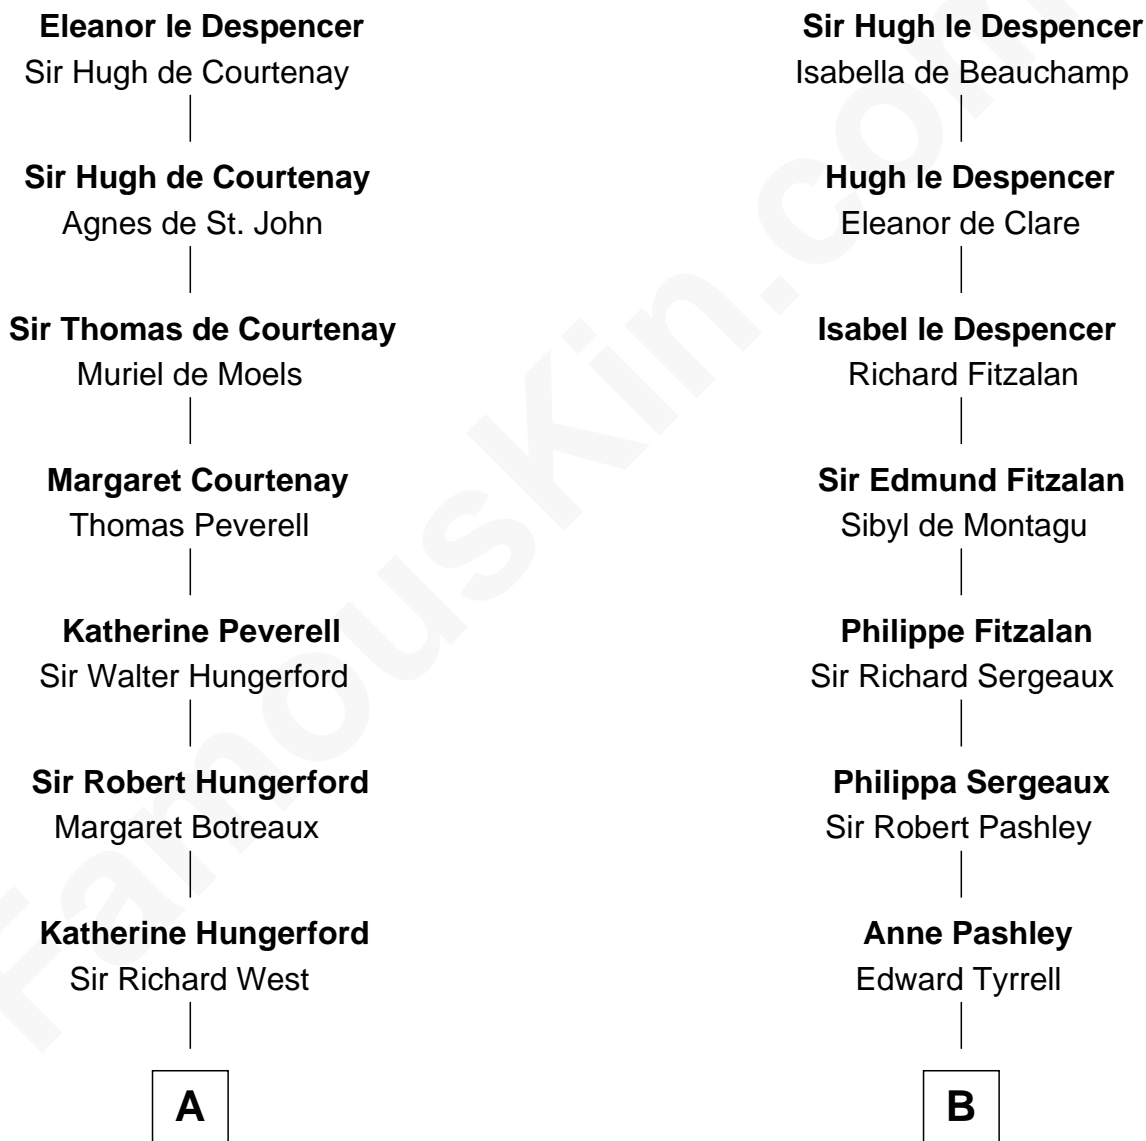 Eleanor le Despencer
Sir Hugh de Courtenay
Sir Hugh de Courtenay
Agnes de St. John
Sir Thomas de Courtenay
Muriel de Moels
Margaret Courtenay
Thomas Peverell
Katherine Peverell
Sir Walter Hungerford
Sir Robert Hungerford
Margaret Botreaux
Katherine Hungerford
Sir Richard West
A
Sir Hugh le Despencer
Isabella de Beauchamp
Hugh le Despencer
Eleanor de Clare
Isabel le Despencer
Richard Fitzalan
Sir Edmund Fitzalan
Sibyl de Montagu
Philippe Fitzalan
Sir Richard Sergeaux
Philippa Sergeaux
Sir Robert Pashley
Anne Pashley
Edward Tyrrell
B
FamousKin.com